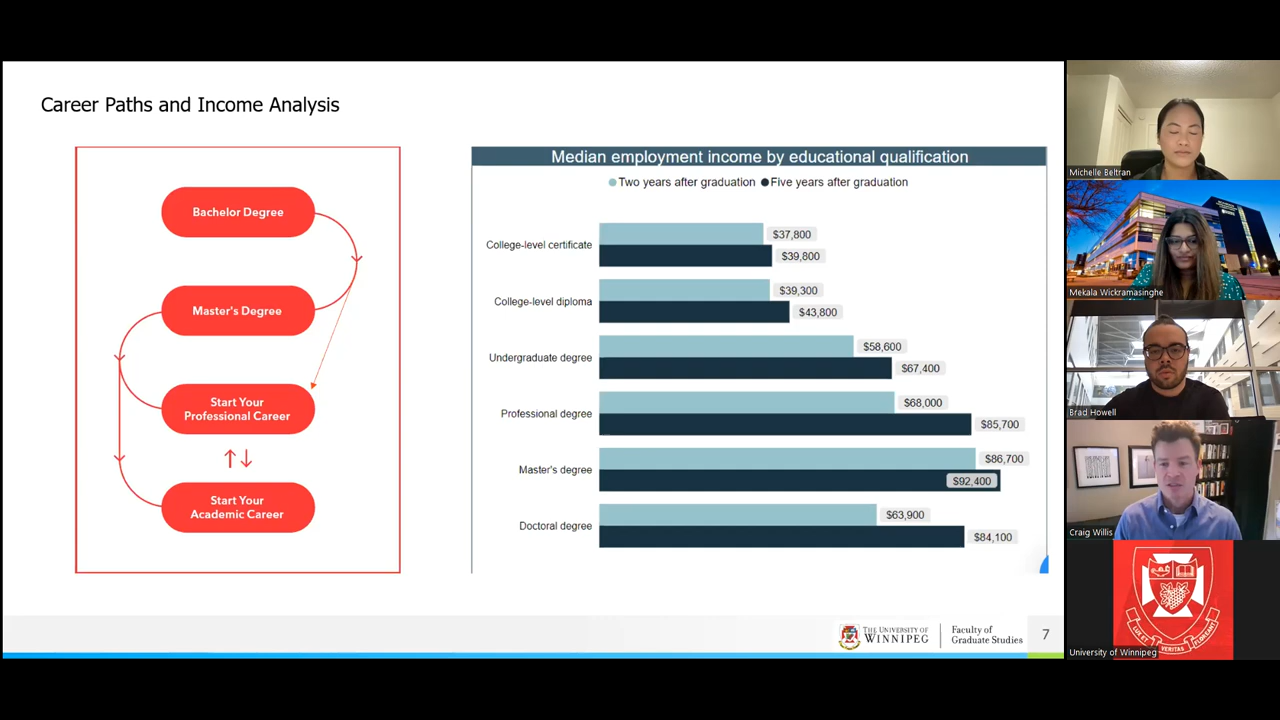 Career Paths and Income Analysis
Bachelor Degree
Master's Degree
Start Your
Professional Career
Start Your
Academic Career
Median employment income by educational qualification
Two years after graduation Five years after graduation
College-level certificate
$37,800
$39,800
College-level diploma
$39,300
$43,800
Undergraduate degree
$58,600
$67,400
Professional degree
$68,000
$85,700
Master's degree
$86,700
$92,400
Doctoral degree
$63,900
$84,100
THE UNIVERSITY OF
WINNIPEG
Faculty of
Graduate Studies
7
Michelle Beltran
Mekala Wickramasinghe
Brad Howell
Craig Willis
LUX ET VERITAS FLOREANT
University of Winnipeg